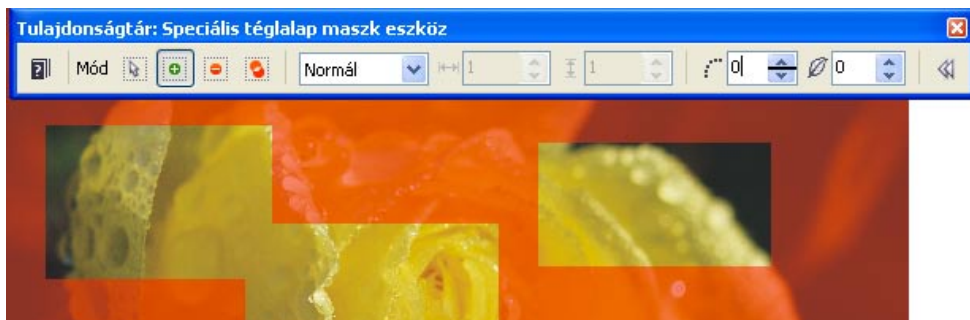 Tulajdonságtár: Speciális téglalap maszk eszköz
Mód Normál 1 1 0 0